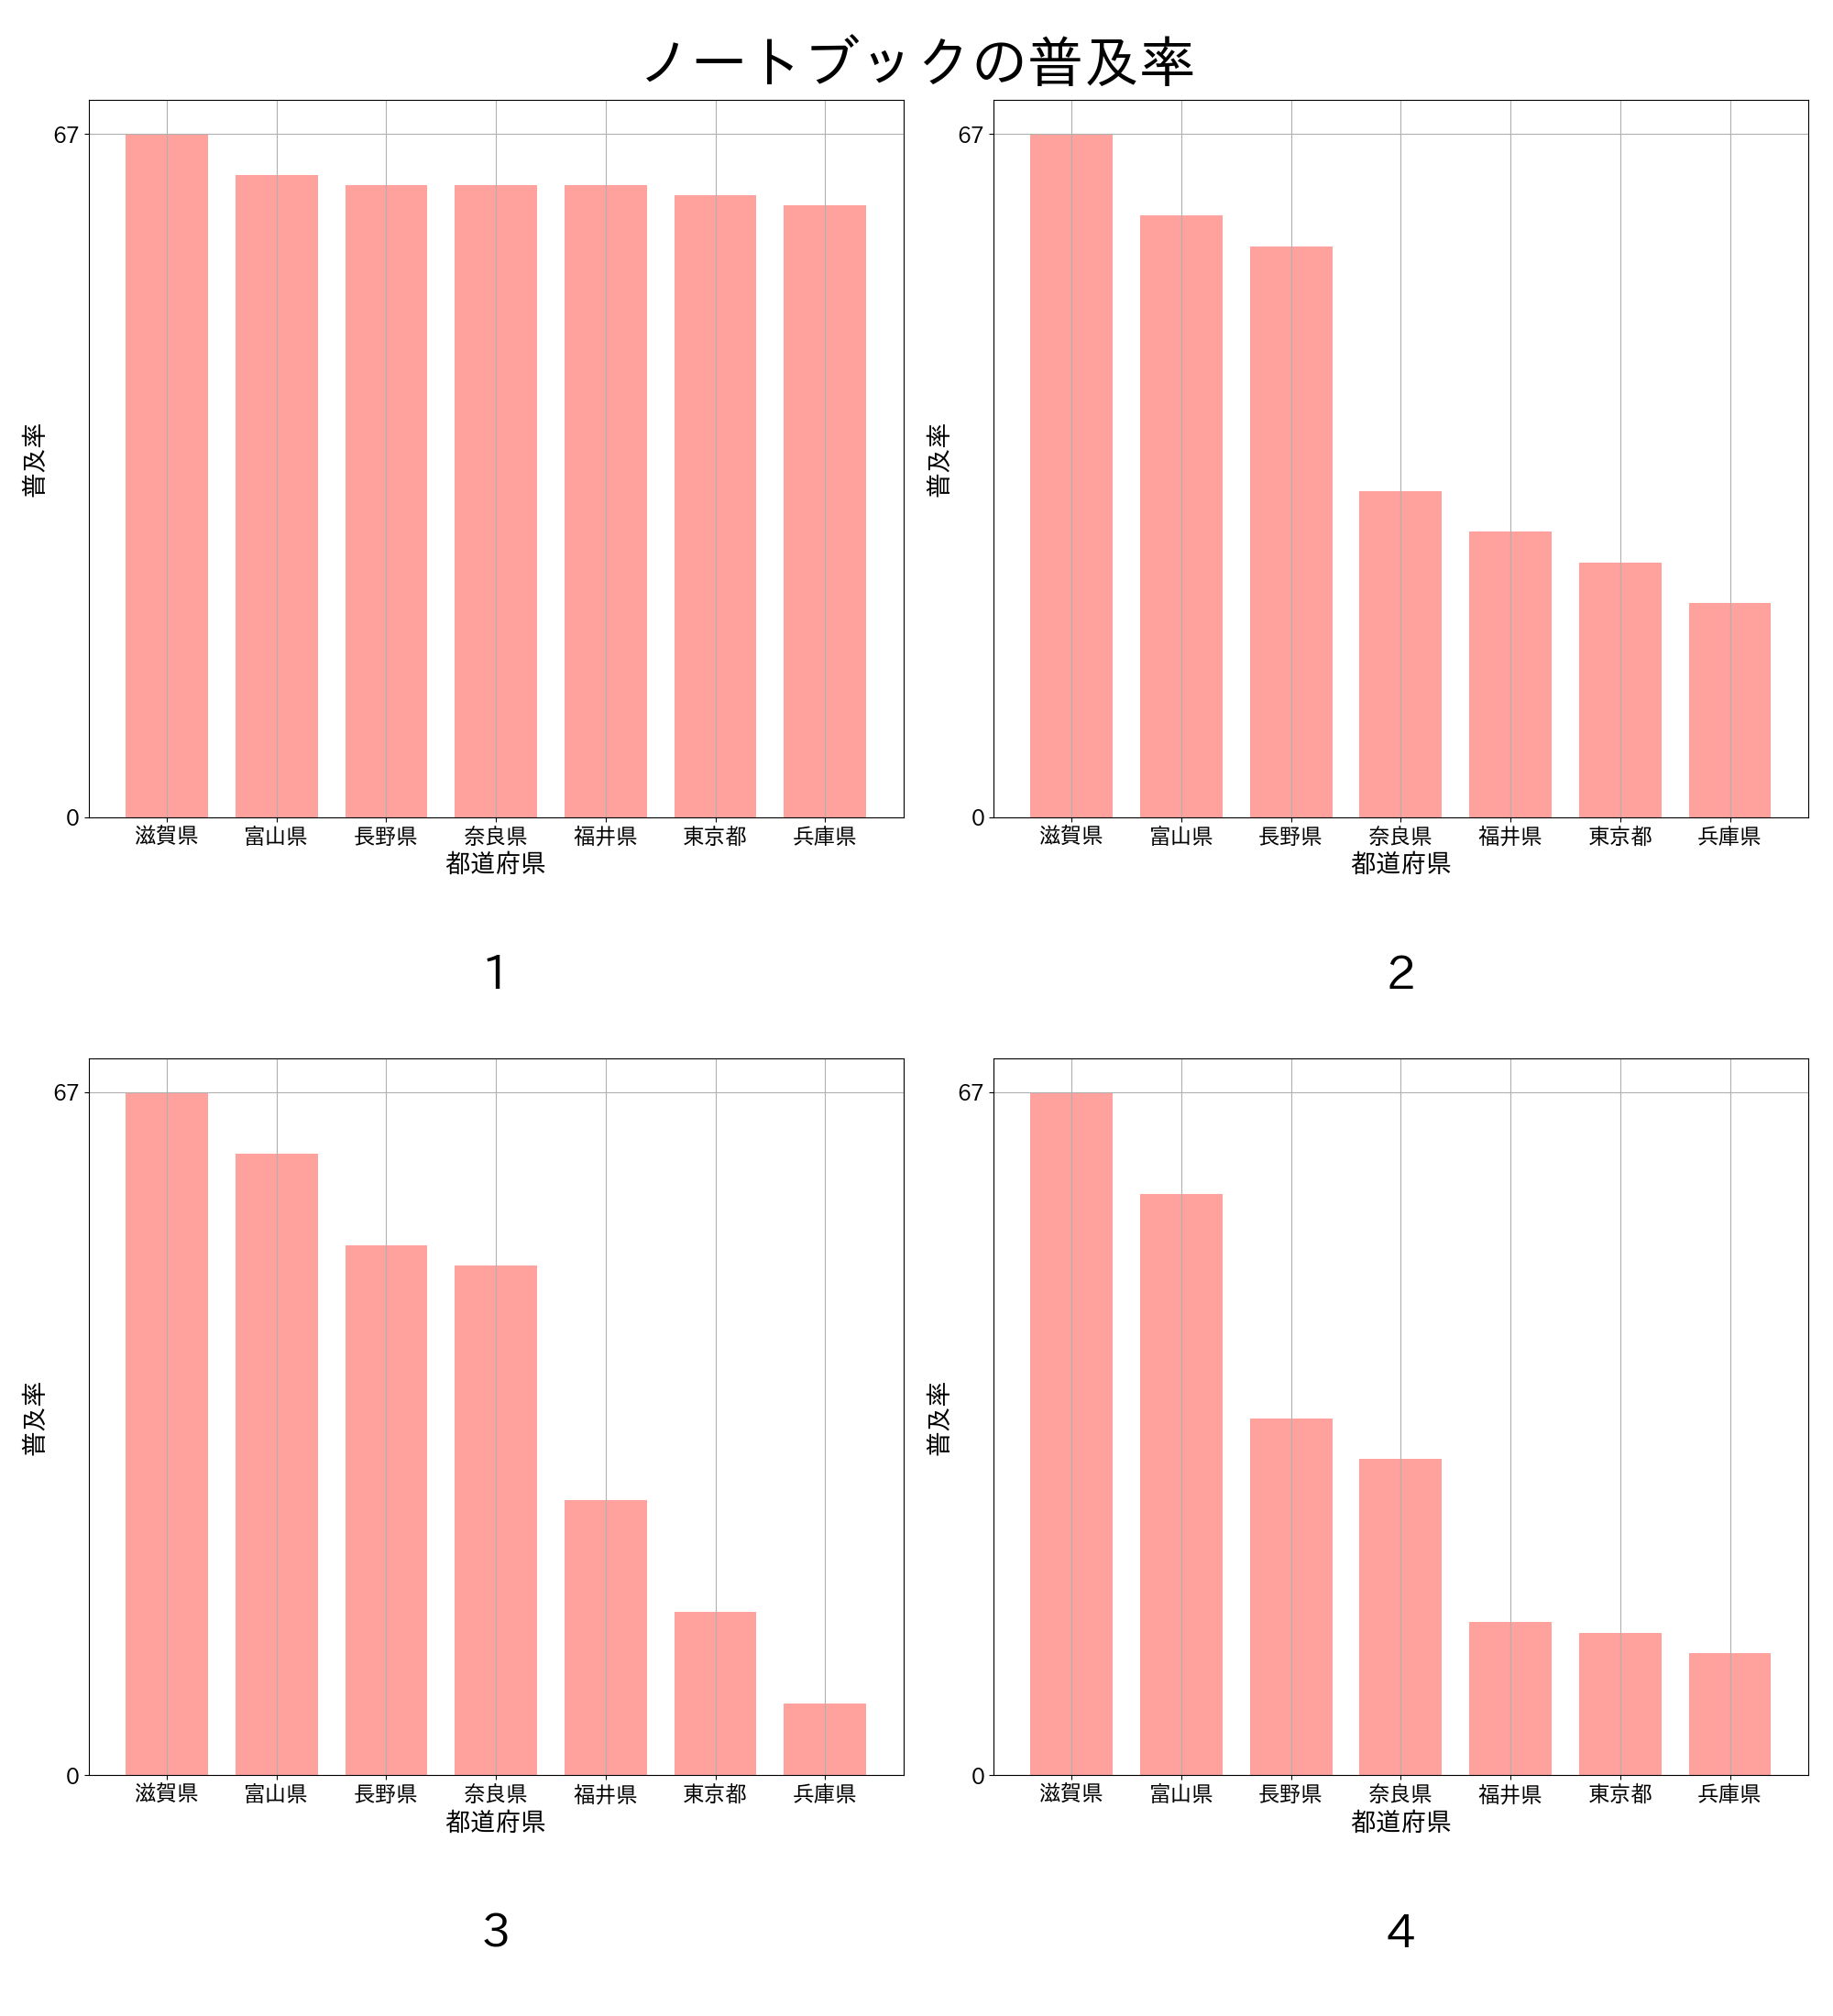 ノートブックの普及率
67
0
普及率
滋賀県 富山県 長野県 奈良県 福井県 東京都 兵庫県
都道府県
1
67
0
普及率
滋賀県 富山県 長野県 奈良県 福井県 東京都 兵庫県
都道府県
2
67
0
普及率
滋賀県 富山県 長野県 奈良県 福井県 東京都 兵庫県
都道府県
3
67
0
普及率
滋賀県 富山県 長野県 奈良県 福井県 東京都 兵庫県
都道府県
4